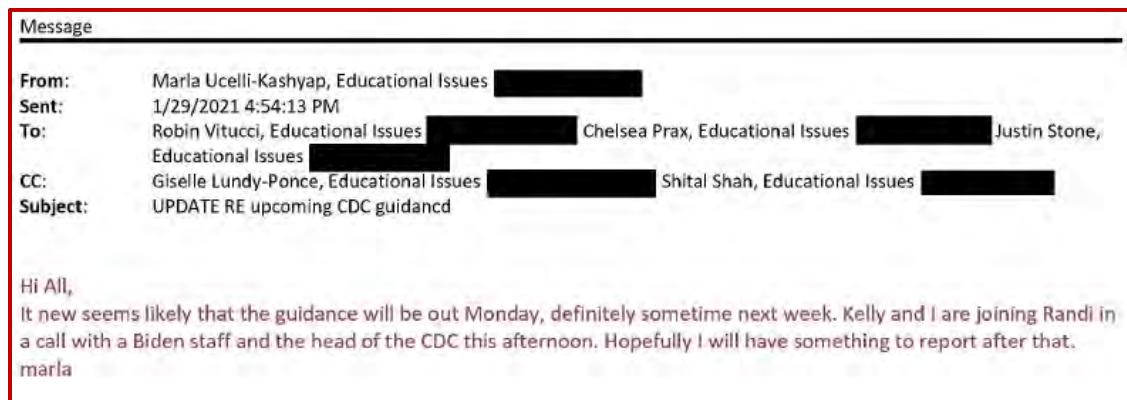 Message
From: Marla Ucelli-Kashyap, Educational Issues
Sent: 1/29/2021 4:54:13 PM
To: Robin Vitucci, Educational Issues Chelsea Prax, Educational Issues Justin Stone,
Educational Issues
CC: Giselle Lundy-Ponce, Educational Issues Shital Shah, Educational Issues
Subject: UPDATE RE upcoming CDC guidancd
Hi All,
It new seems likely that the guidance will be out Monday, definitely sometime next week. Kelly and I are joining Randi in
a call with a Biden staff and the head of the CDC this afternoon. Hopefully I will have something to report after that.
marla